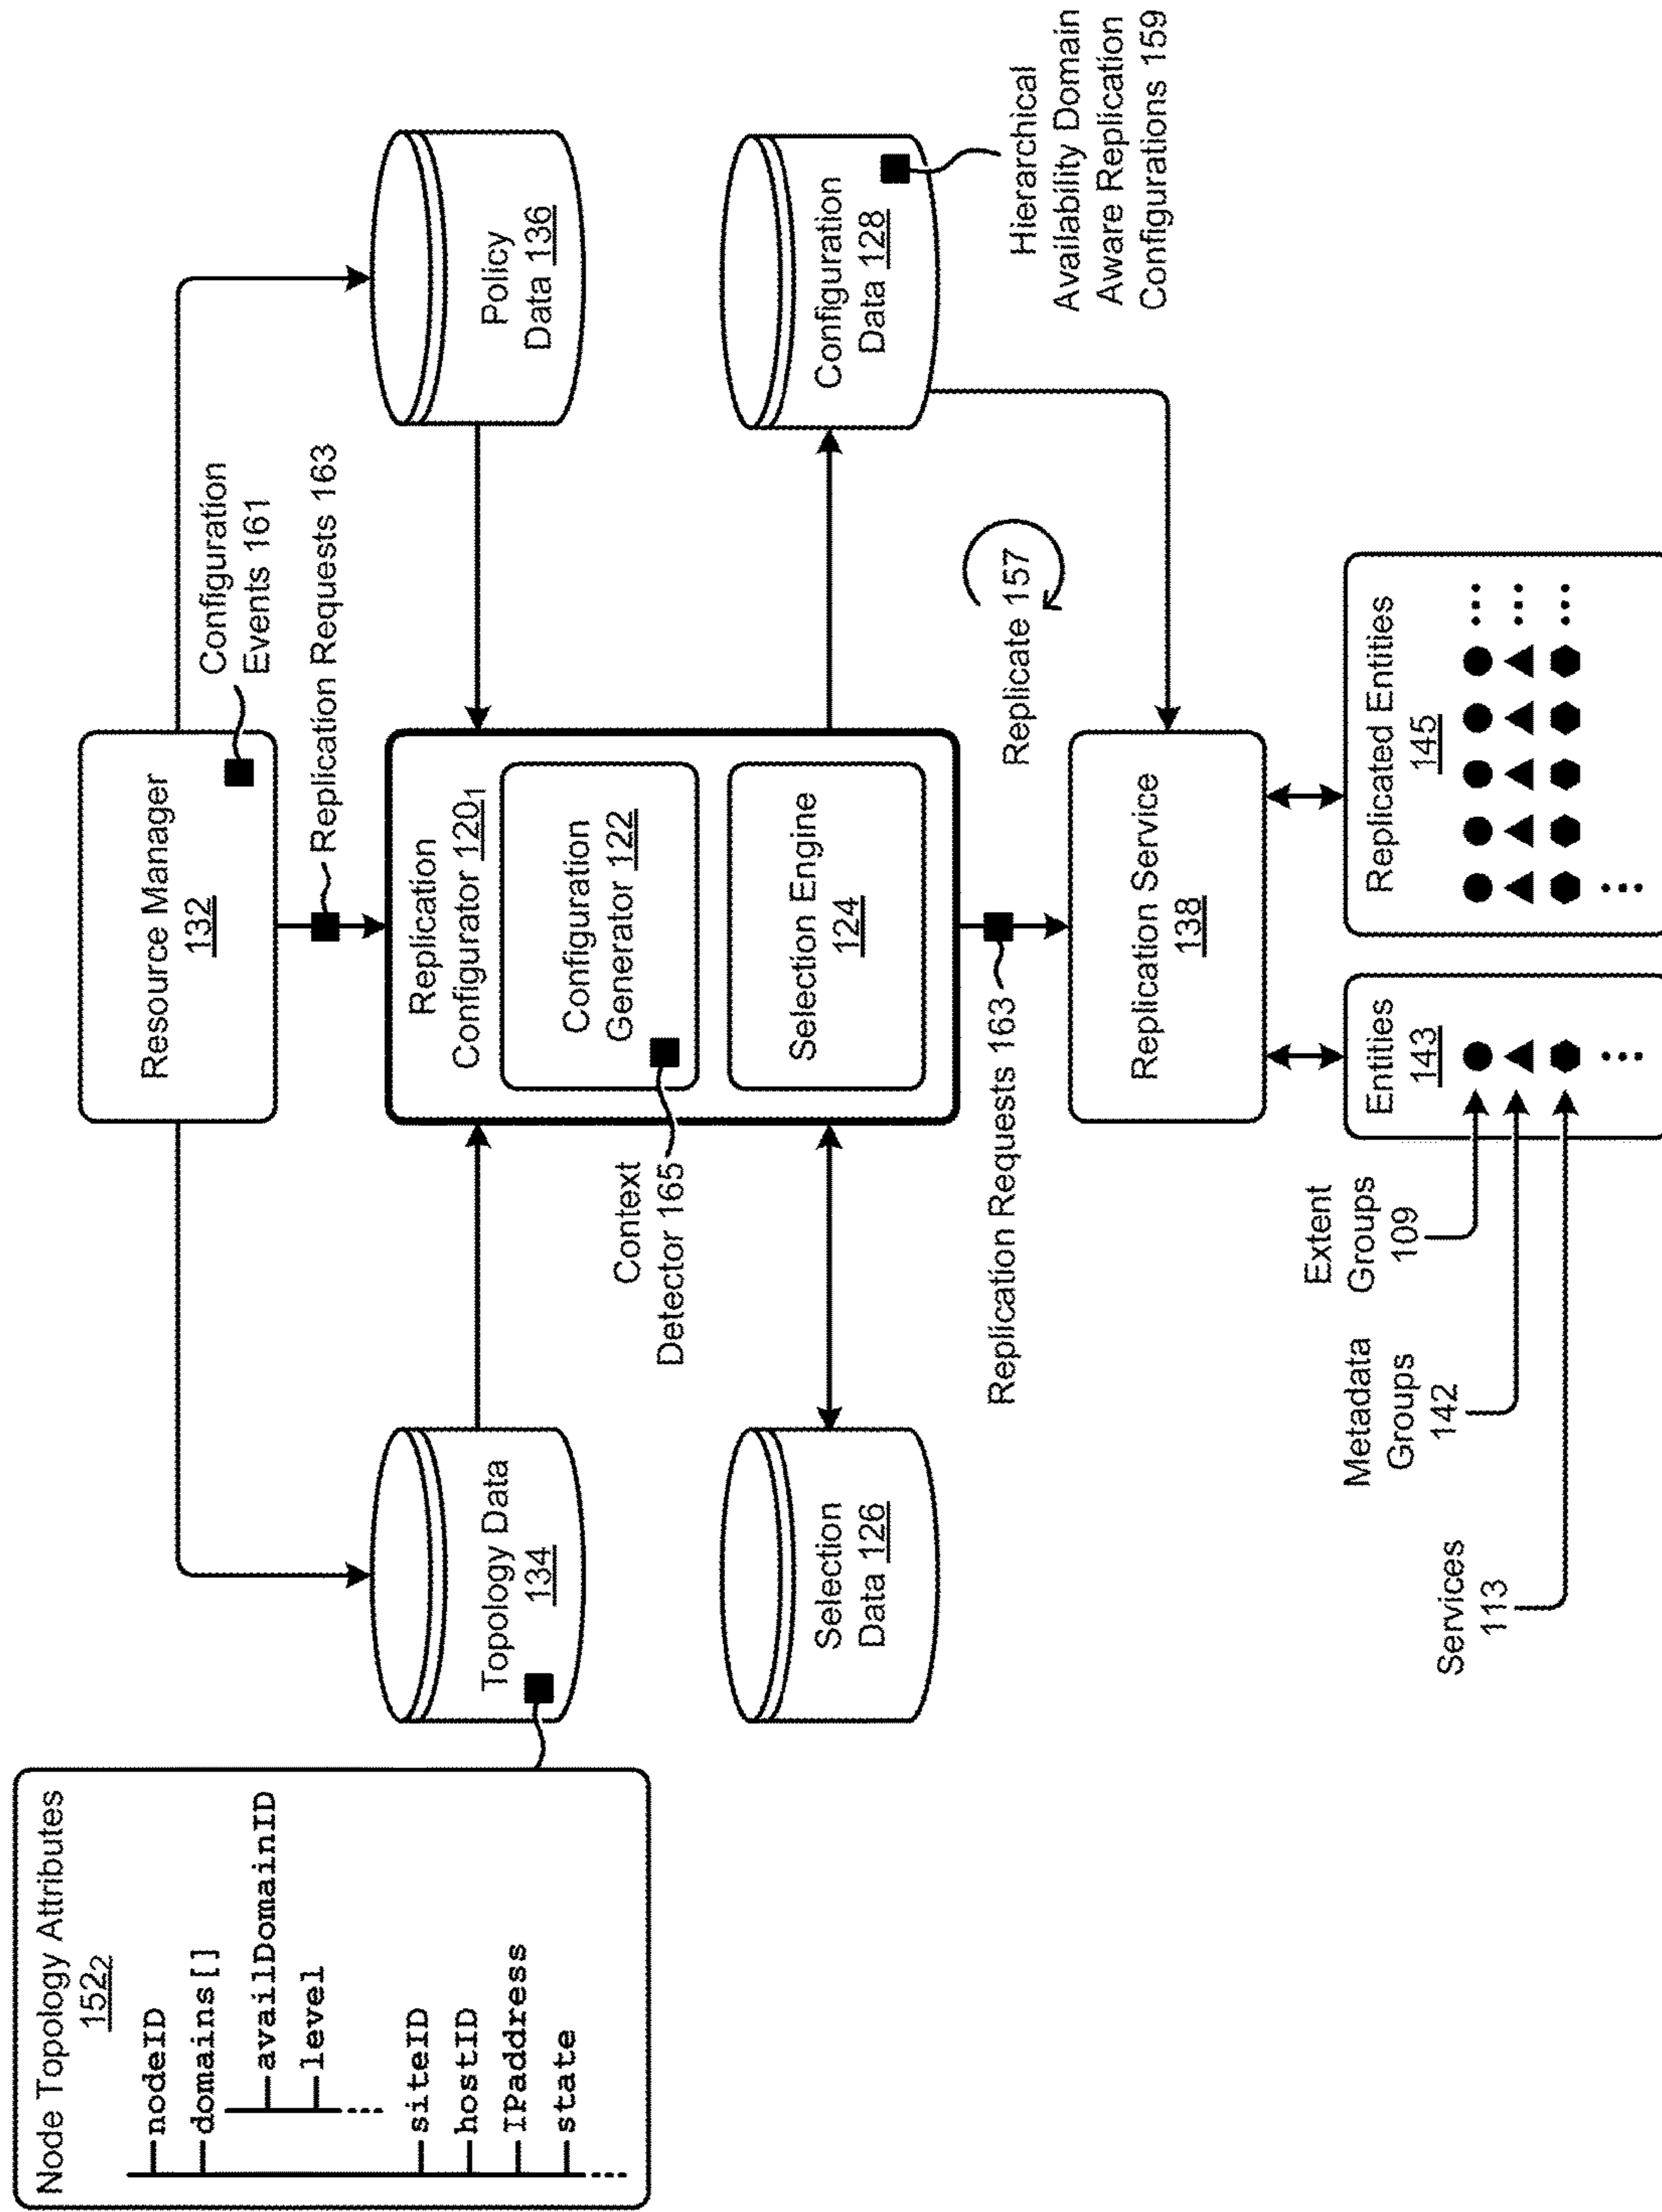 Node Topology Attributes
152₂
nodeID
domains[]
availDomainID
level
siteID
hostID
IPaddress
state
Resource Manager
132
Configuration
Events 161
Replication Requests 163
Topology Data
134
Replication
Configurator 120₁
Configuration
Generator 122
Policy
Data 136
Context
Detector 165
Selection
Data 126
Selection Engine
124
Configuration
Data 128
Hierarchical
Availability Domain
Aware Replication
Configurations 159
Replication Requests 163
Replicate 157
Replication Service
138
Services
113
Metadata
Groups
142
Extent
Groups
109
Entities
143
...
Replicated Entities
145
...
...
...
...